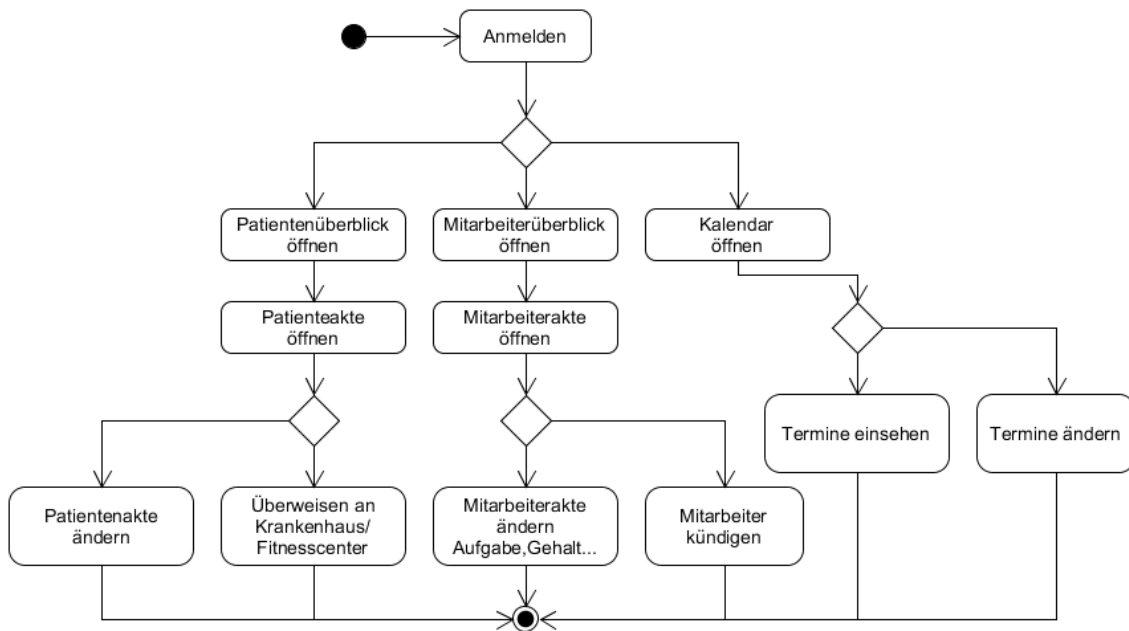 Anmelden
Patientenüberblick
öffnen
Mitarbeiterüberblick
öffnen
Kalendar
öffnen
Patienteakte
öffnen
Mitarbeiterakte
öffnen
Termine einsehen
Termine ändern
Patientenakte
ändern
Überweisen an
Krankenhaus/
Fitnesscenter
Mitarbeiterakte
ändern
Aufgabe,Gehalt...
Mitarbeiter
kündigen